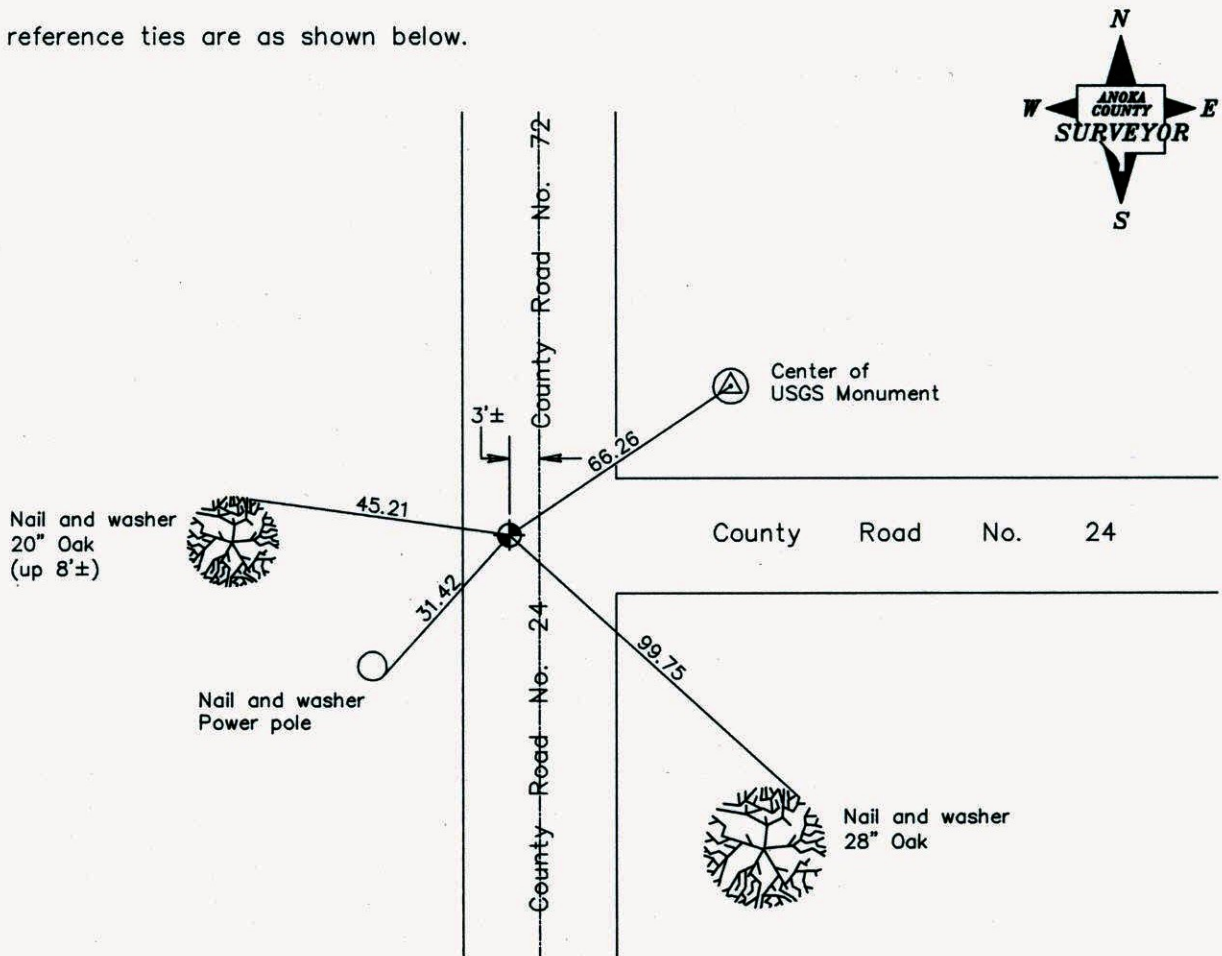 reference ties are as shown below.
N
W
ANOKA
COUNTY
E
SURVEYOR
S
County Road No. 72
Center of
USGS Monument
3'±
66.26
45.21
Nail and washer
20" Oak
(up 8'±)
County Road No. 24
31.42
County Road No. 24
99.75
Nail and washer
Power pole
Nail and washer
28" Oak